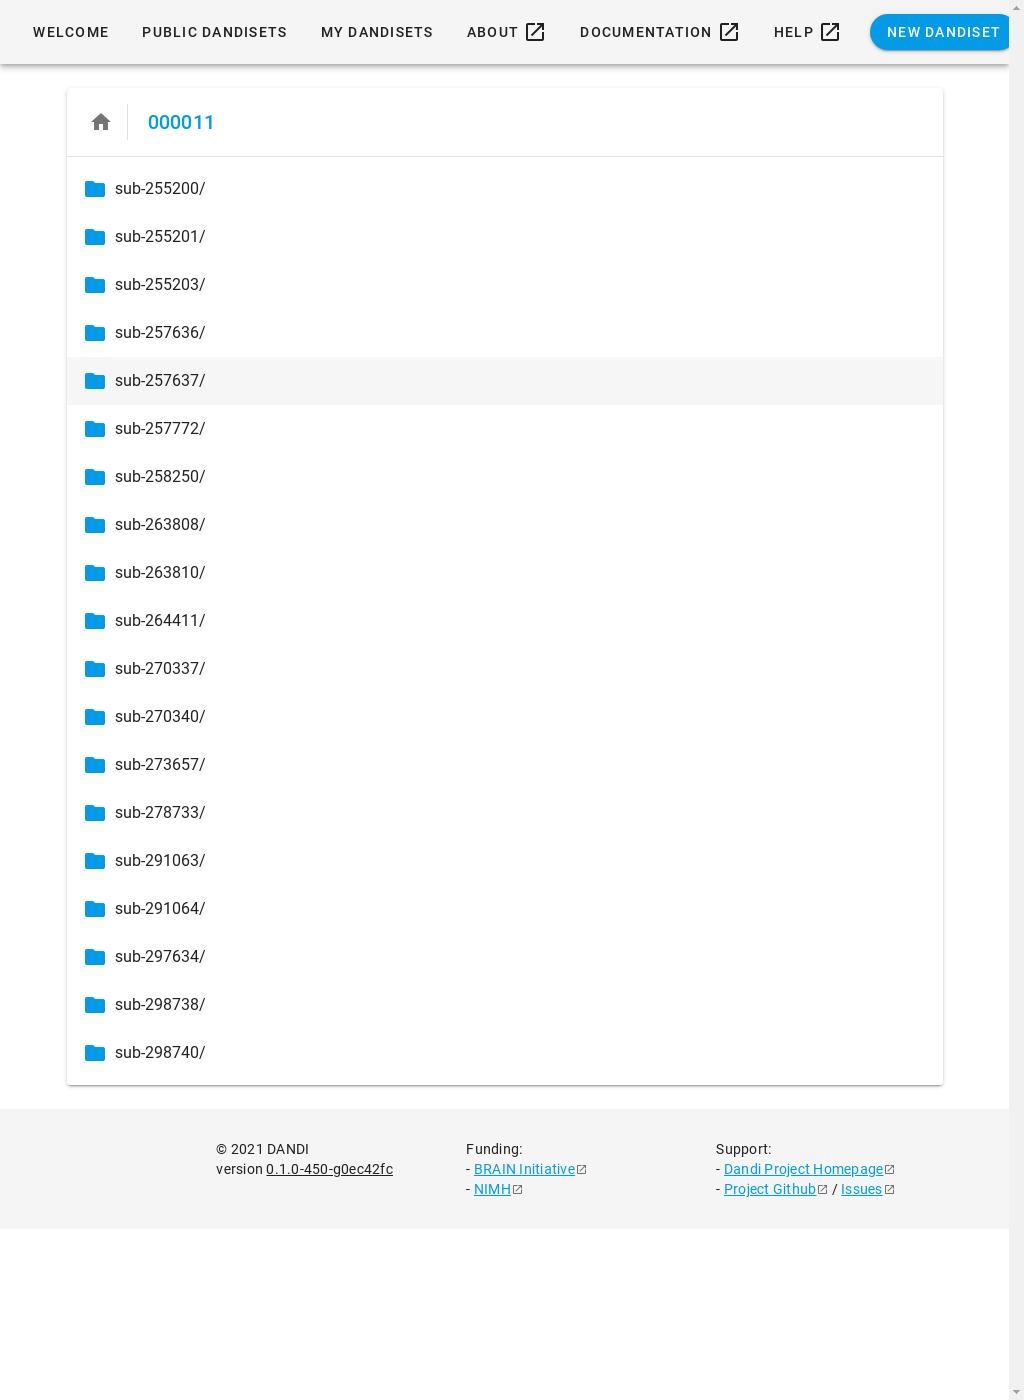 WELCOME PUBLIC DANDISETS MY DANDISETS ABOUT DOCUMENTATION HELP NEW DANDISET
000011
sub-255200/
sub-255201/
sub-255203/
sub-257636/
sub-257637/
sub-257772/
sub-258250/
sub-263808/
sub-263810/
sub-264411/
sub-270337/
sub-270340/
sub-273657/
sub-278733/
sub-291063/
sub-291064/
sub-297634/
sub-298738/
sub-298740/
© 2021 DANDI
version 0.1.0-450-g0ec42fc
Funding:
- BRAIN Initiative
- NIMH
Support:
- Dandi Project Homepage
- Project Github / Issues